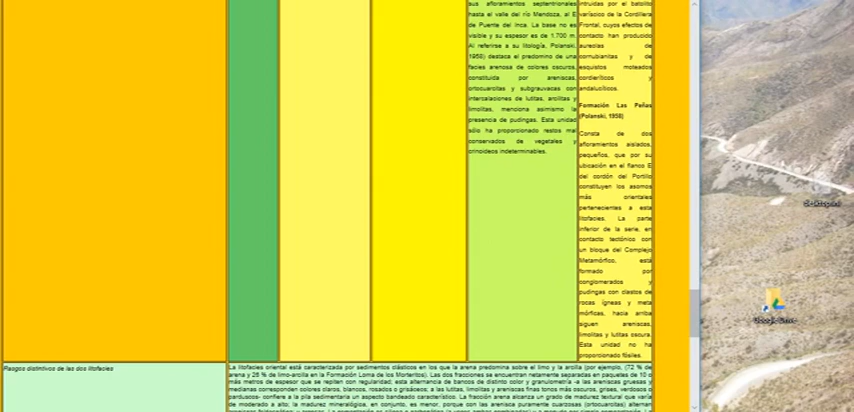 sus afloramientos septentrionales
hasta el valle del río Mendoza, al E
de Puente del Inca. La base no es
visible y su espesor es de 1.700 m.
Al referirse a su litología, Polanski,
1958) destaca el predomino de una
facies arenosa de colores oscuros,
constituida por areniscas,
ortocuarcitas y subgrauvacas con
intercalaciones de lutitas, arcilitas y
limolitas, menciona asimismo la
presencia de pudingas. Esta unidad
sólo ha proporcionado restos mal
conservados de vegetales y
crinoideos indeterminables.
intruidas por el batolito
varíscico de la Cordillera
Frontal, cuyos efectos de
contacto han producido
aureolas de
cornubianitas y de
esquistos moteados
cordieríticos y
andalucíticos.
Formación Las Peñas
(Polanski, 1958)
Consta de dos
afloramientos aislados,
pequeños, que por su
ubicación en el flanco E
del cordón del Portillo
constituyen los asomos
más orientales
pertenecientes a esta
litofacies. La parte
inferior de la serie, en
contacto tectónico con
un bloque del Complejo
Metamórfico, está
formado por
conglomerados y
pudingas con clastos de
rocas ígneas y meta
mórficas, hacia arriba
siguen areniscas,
limolitas y lutitas oscura.
Esta unidad no ha
proporcionado fósiles.
Rasgos distintivos de las dos litofacies
La litofacies oriental está caracterizada por sedimentos clásticos en los que la arena predomina sobre el limo y la arcilla (por ejemplo, (72 % de
arena y 28 % de limo-arcilla en la Formación Loma de los Morteritos). Las dos fracciones se encuentran netamente separadas en paquetes de 10 o
más metros de espesor que se repiten con regularidad; esta alternancia de bancos de distinto color y granulometría -a las areniscas gruesas y
medianas corresponden colores claros, blancos, rosados o grisáceos; a las lutitas, limolitas y areniscas finas tonos más oscuros, grises, verdosos o
parduscos- confiere a la pila sedimentaria un aspecto bandeado característico. La fracción arena alcanza un grado de madurez textural que varía
de moderado a alto; la madurez mineralógica, en conjunto, es menor, porque con las areniscas puramente cuarzosas (ortocuarcitas) alternan
desktop.ini
Google Drive